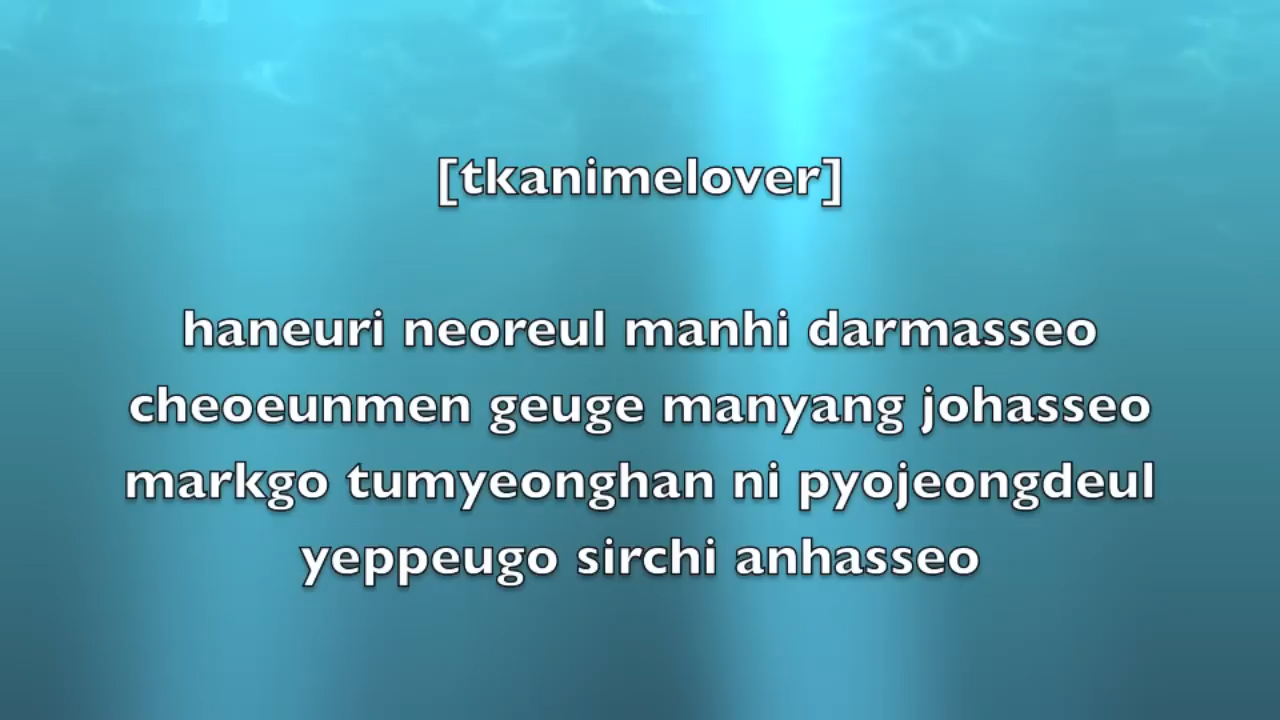 [tkanimelover]
haneuri neoreul manhi darmasseo
cheoeunmen geuge manyang johasseo
markgo tumyeonghan ni pyojeongdeul
yeppeugo sirchi anhasseo